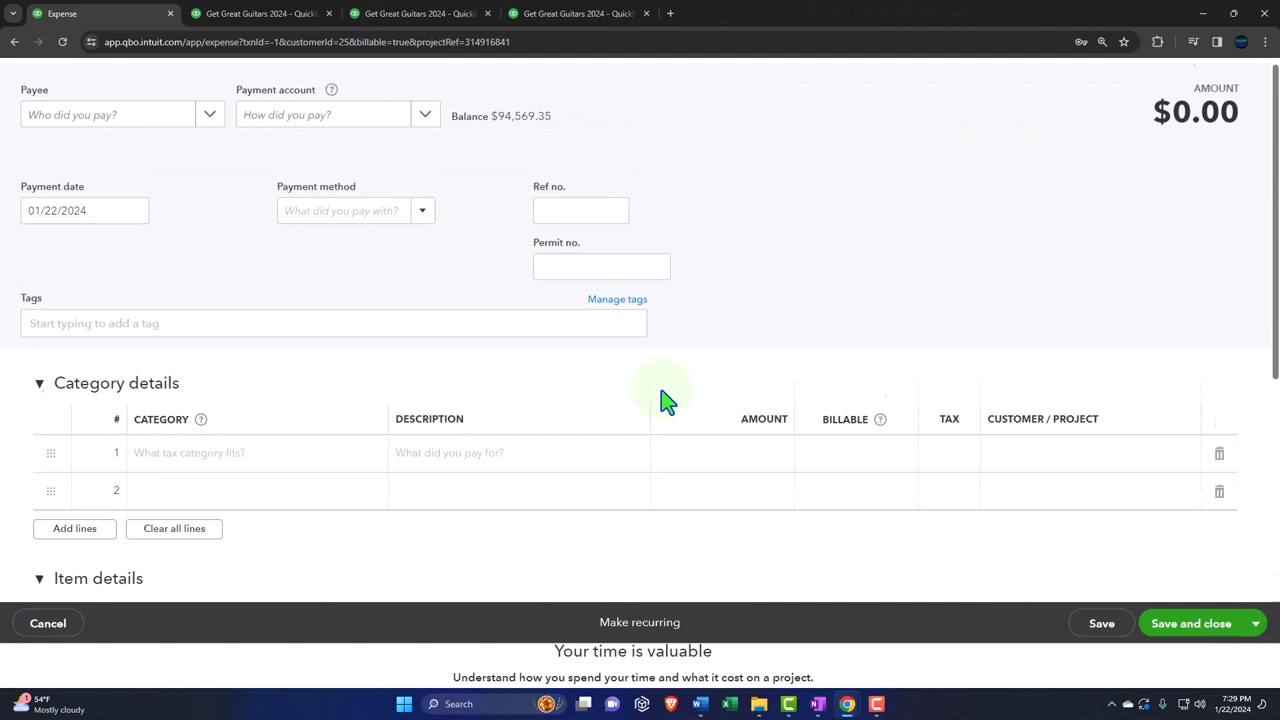 Expense
Get Great Guitars 2024 - Quick
Get Great Guitars 2024 - Quick
Get Great Guitars 2024 - Quick
app.qbo.intuit.com/app/expense?txnId=-1&customerId=25&billable=true&projectRef=314916841
Payee
Payment account
AMOUNT
Who did you pay?
How did you pay?
Balance $94,569.35
$0.00
Payment date
Payment method
Ref no.
01/22/2024
What did you pay with?
Permit no.
Tags
Manage tags
Start typing to add a tag
Category details
# CATEGORY DESCRIPTION AMOUNT BILLABLE TAX CUSTOMER / PROJECT
1 What tax category fits? What did you pay for?
2
Add lines
Clear all lines
Item details
Cancel
Make recurring
Save
Save and close
Your time is valuable
Understand how you spend your time and what it cost on a project.
54°F
Mostly cloudy
Search
7:29 PM
1/22/2024